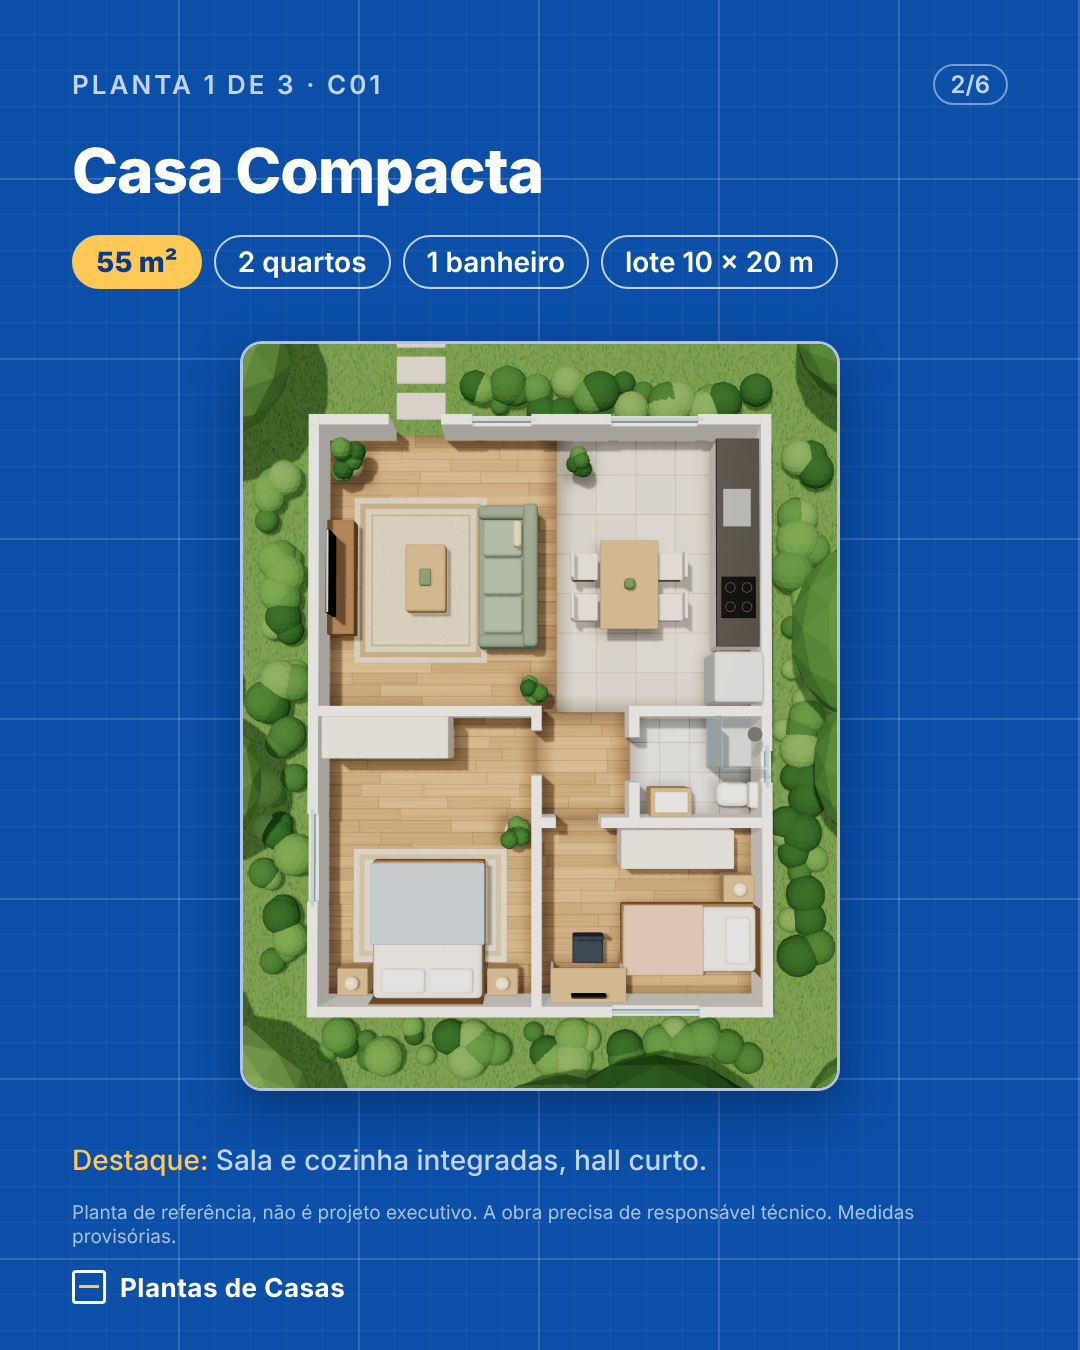 PLANTA 1 DE 3 · C01
2/6
Casa Compacta
55 m²
2 quartos
1 banheiro
lote 10 × 20 m
Destaque: Sala e cozinha integradas, hall curto.
Planta de referência, não é projeto executivo. A obra precisa de responsável técnico. Medidas
provisórias.
Plantas de Casas